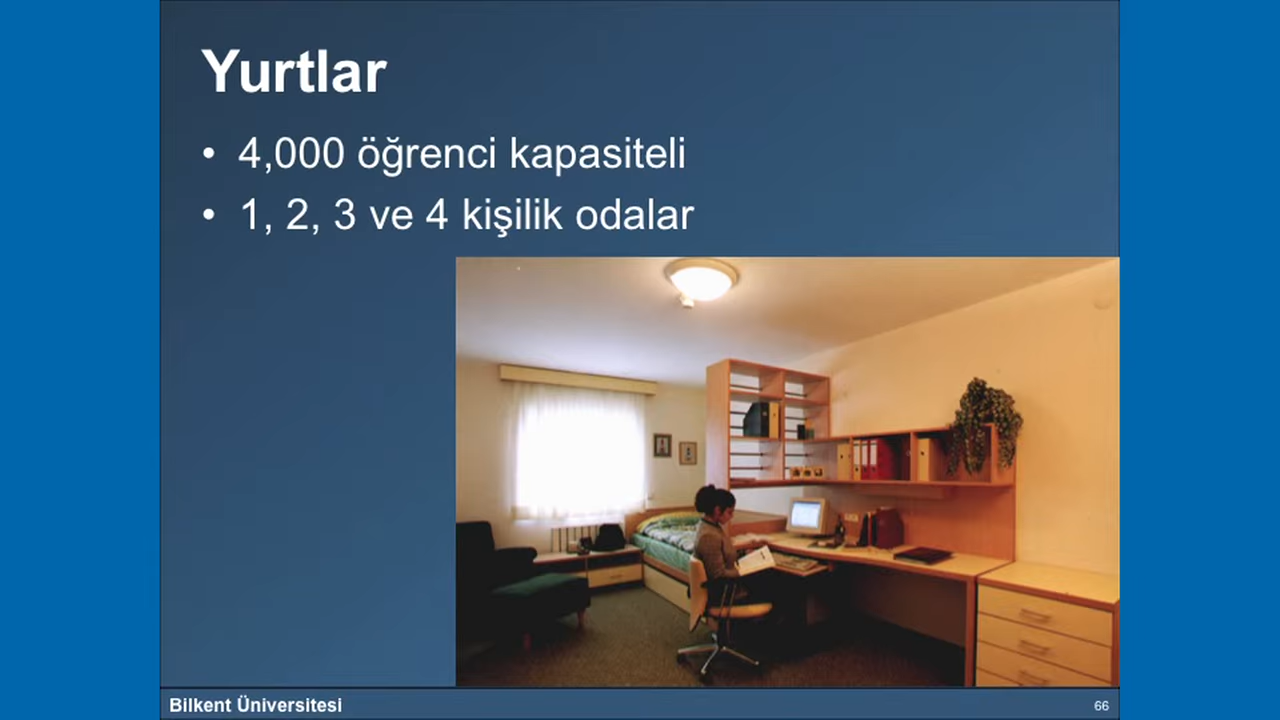 Yurtlar
• 4,000 öğrenci kapasiteli
• 1, 2, 3 ve 4 kişilik odalar
Bilkent Üniversitesi
66